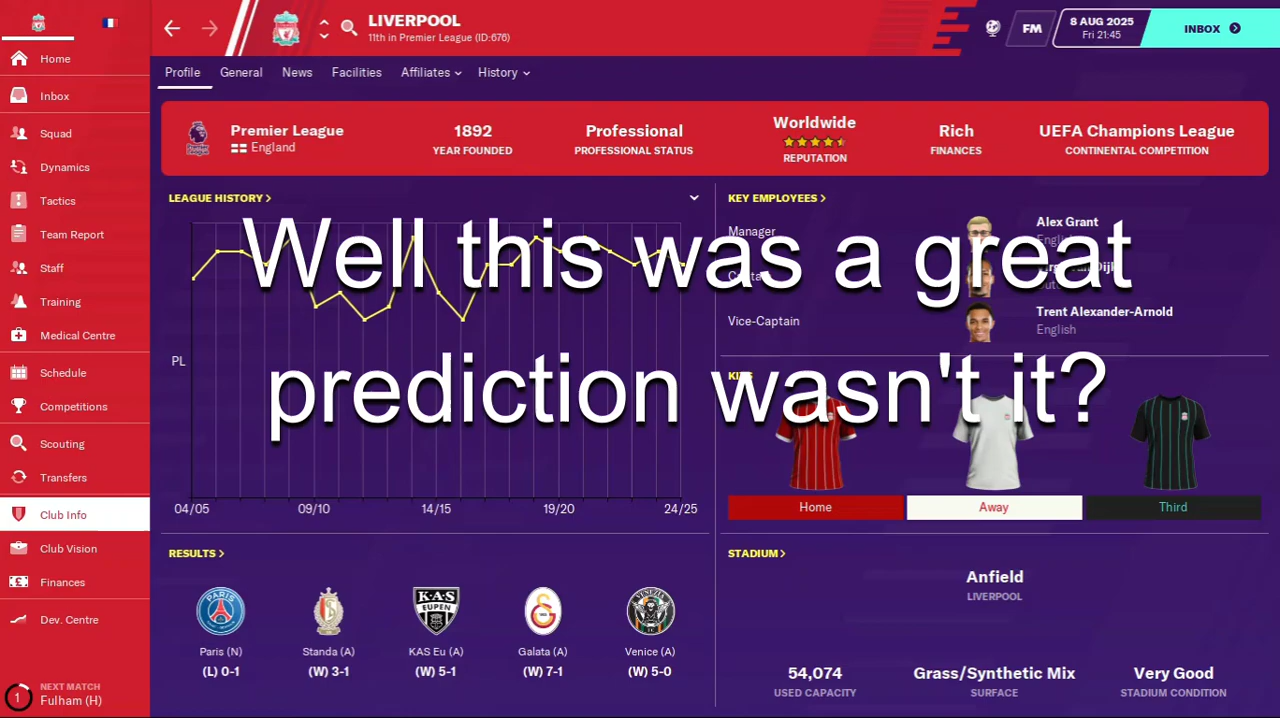 LIVERPOOL
11th in Premier League (ID:676)
FM
8 AUG 2025
Fri 21:45
INBOX
Home
Inbox
Squad
Dynamics
Tactics
Team Report
Staff
Training
Medical Centre
Schedule
Competitions
Scouting
Transfers
Club Info
Club Vision
Finances
Dev. Centre
1
NEXT MATCH
Fulham (H)
Profile
General
News
Facilities
Affiliates
History
Premier League
England
1892
YEAR FOUNDED
Professional
PROFESSIONAL STATUS
Worldwide
REPUTATION
Rich
FINANCES
UEFA Champions League
CONTINENTAL COMPETITION
LEAGUE HISTORY >
PL
04/05
09/10
14/15
19/20
24/25
Well this was a great
prediction wasn't it?
KEY EMPLOYEES >
Manager
Alex Grant
Vice-Captain
Trent Alexander-Arnold
English
Home
Away
Third
RESULTS >
PARIS
Paris (N)
(L) 0-1
Standa (A)
(W) 3-1
K·A·S
EUPEN
KAS Eu (A)
(W) 5-1
Galata (A)
(W) 7-1
VENEZIA
Venice (A)
(W) 5-0
STADIUM >
Anfield
LIVERPOOL
54,074
USED CAPACITY
Grass/Synthetic Mix
SURFACE
Very Good
STADIUM CONDITION